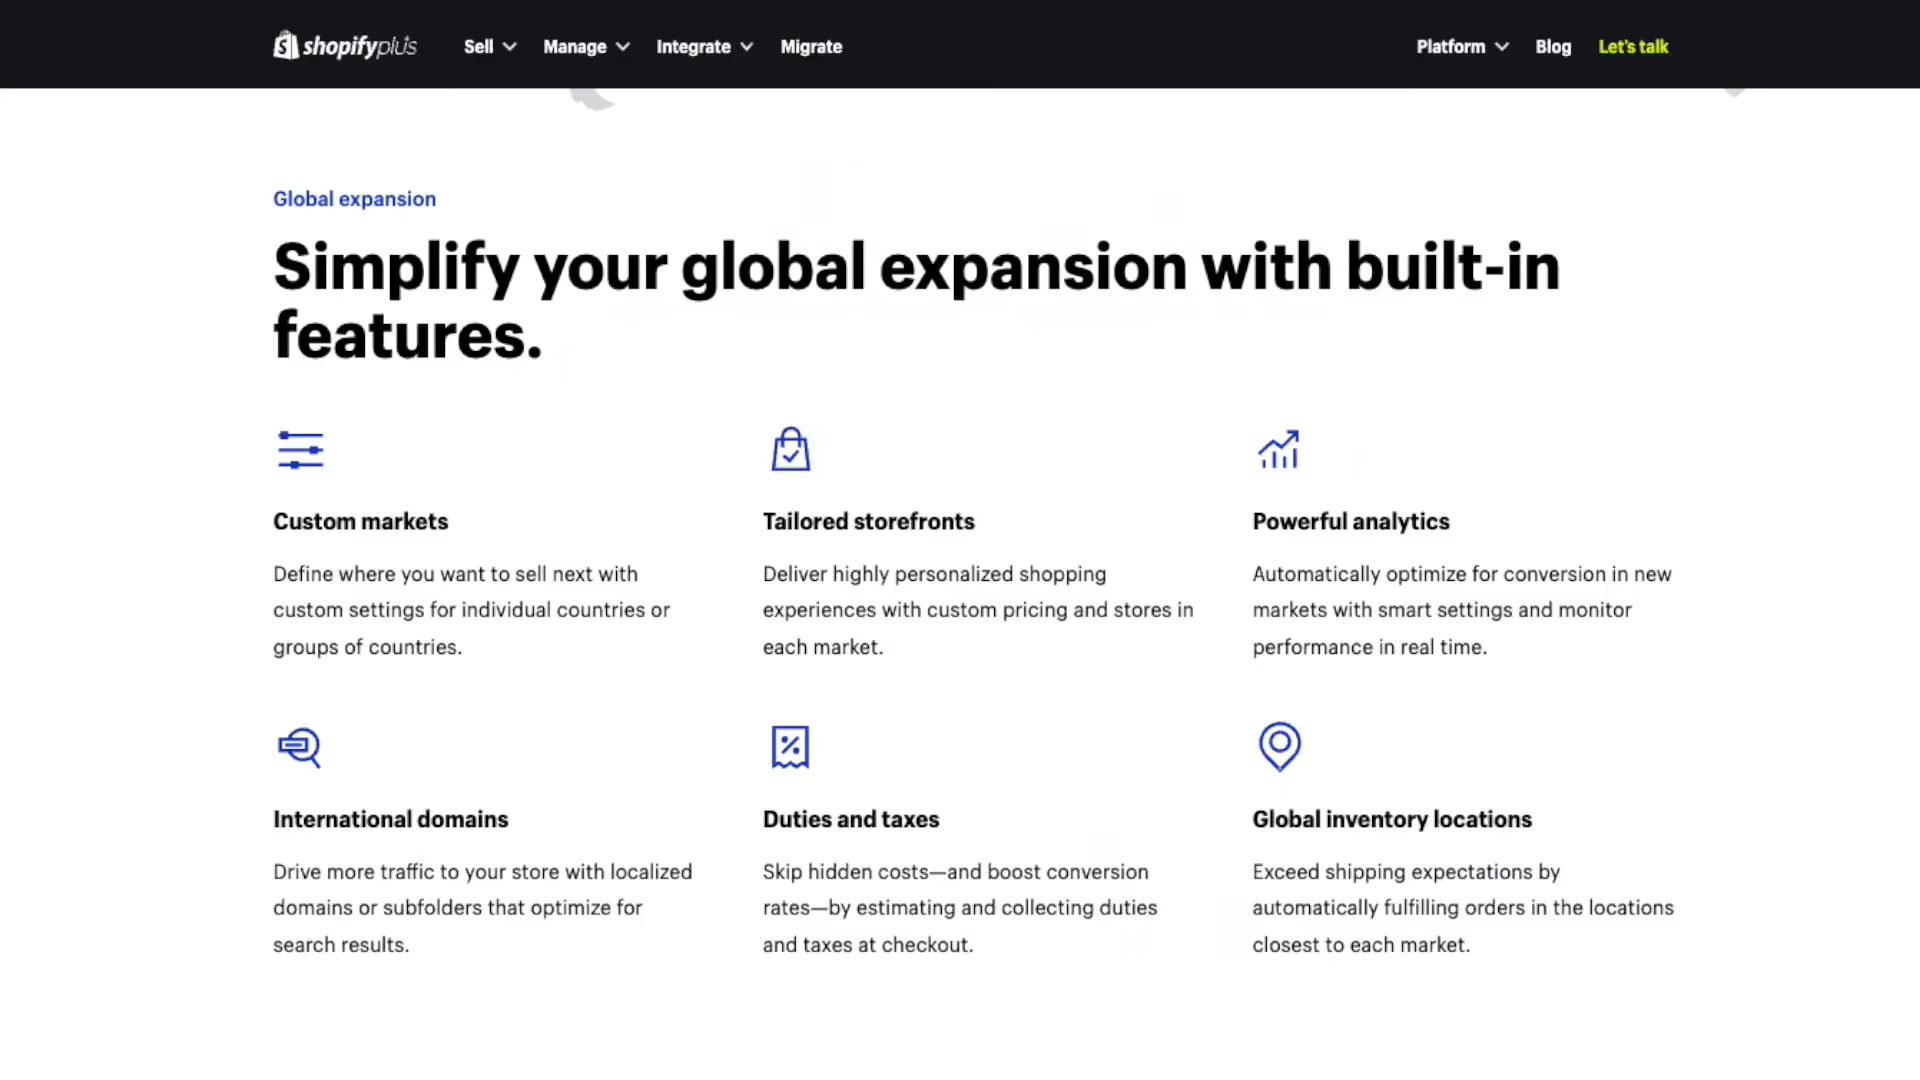 shopifyplus Sell Manage Integrate Migrate Platform Blog Let's talk
Global expansion
Simplify your global expansion with built-in
features.
Custom markets
Define where you want to sell next with
custom settings for individual countries or
groups of countries.
Tailored storefronts
Deliver highly personalized shopping
experiences with custom pricing and stores in
each market.
Powerful analytics
Automatically optimize for conversion in new
markets with smart settings and monitor
performance in real time.
International domains
Drive more traffic to your store with localized
domains or subfolders that optimize for
search results.
Duties and taxes
Skip hidden costs—and boost conversion
rates—by estimating and collecting duties
and taxes at checkout.
Global inventory locations
Exceed shipping expectations by
automatically fulfilling orders in the locations
closest to each market.